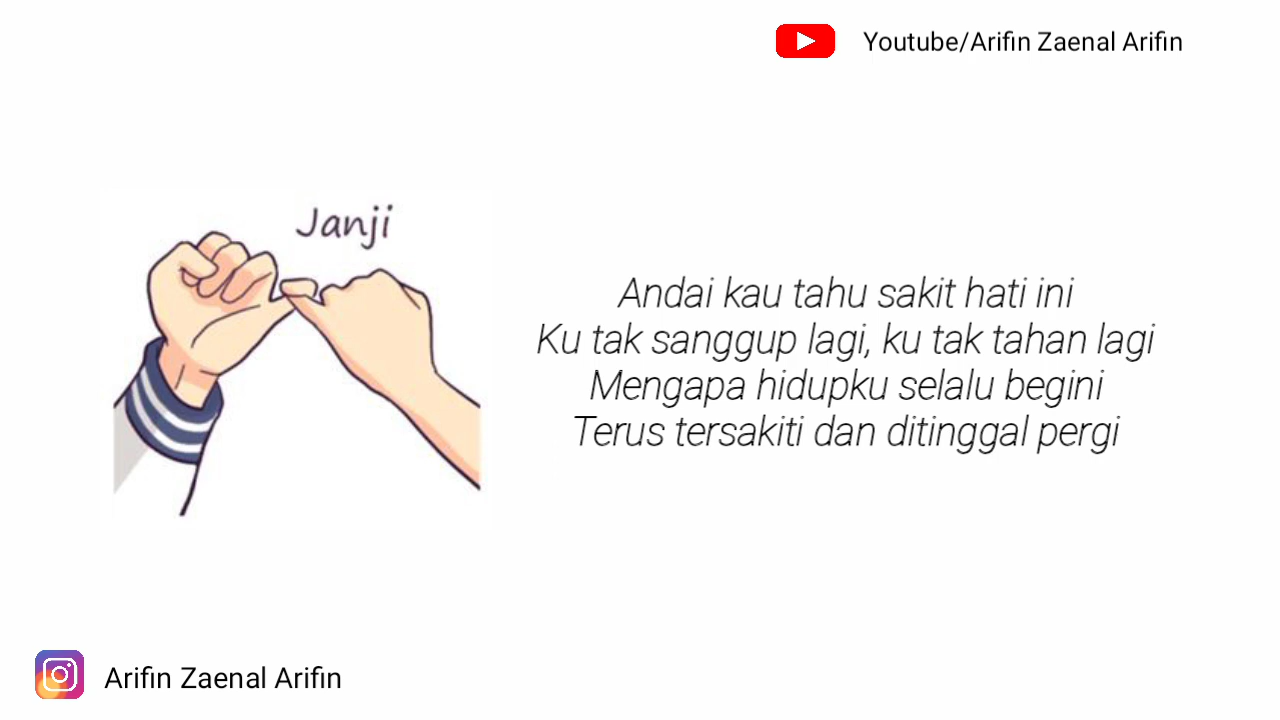 Youtube/Arifin Zaenal Arifin
Janji
Andai kau tahu sakit hati ini
Ku tak sanggup lagi, ku tak tahan lagi
Mengapa hidupku selalu begini
Terus tersakiti dan ditinggal pergi
Arifin Zaenal Arifin